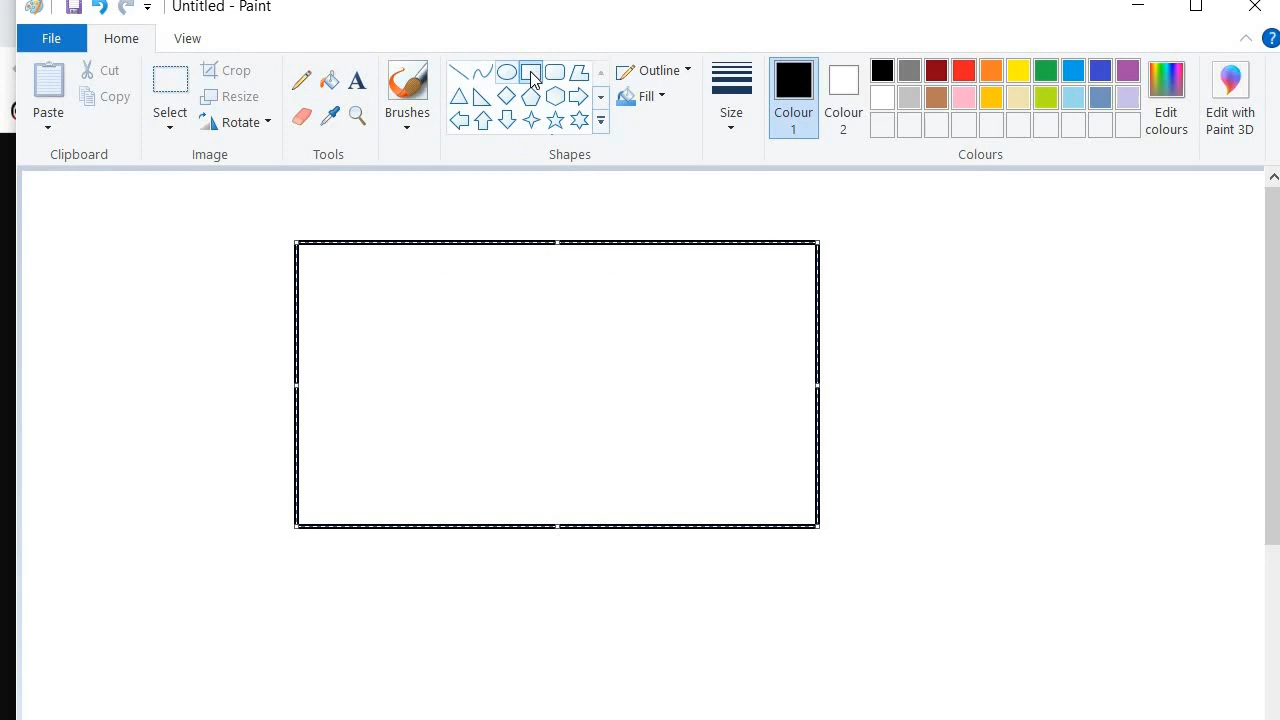 Untitled - Paint
File Home View
Paste
Cut
Copy
Clipboard
Select
Crop
Resize
Rotate
Image
A
Tools
Brushes
Shapes
Outline
Fill
Size
Colour 1
Colour 2
Edit colours
Edit with Paint 3D
Colours
?